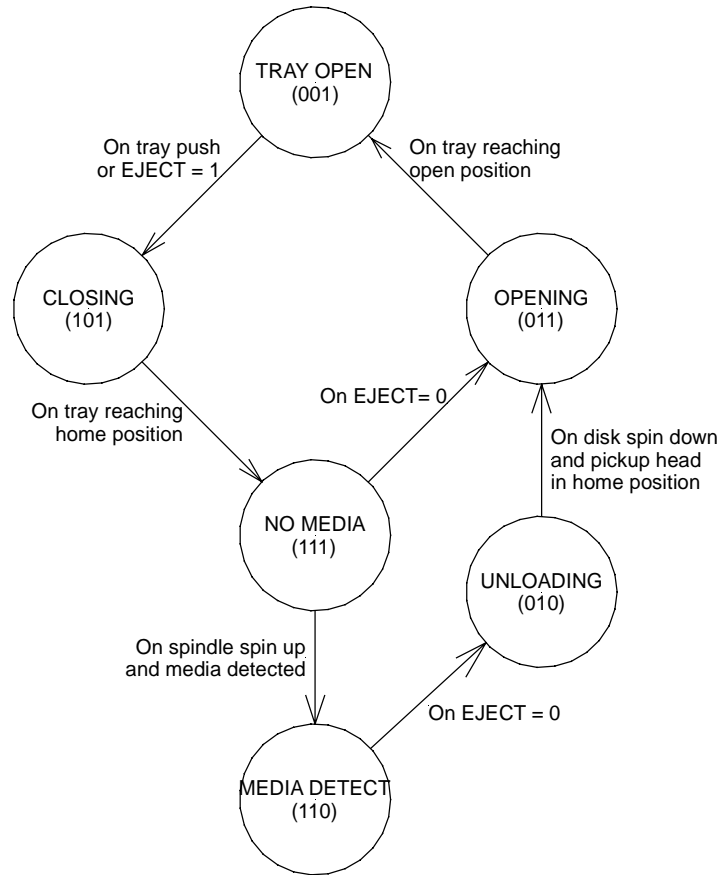 TRAY OPEN
(001)
On tray push
or EJECT = 1
On tray reaching
open position
CLOSING
(101)
OPENING
(011)
On tray reaching
home position
On EJECT= 0
On disk spin down
and pickup head
in home position
NO MEDIA
(111)
UNLOADING
(010)
On spindle spin up
and media detected
On EJECT = 0
MEDIA DETECT
(110)